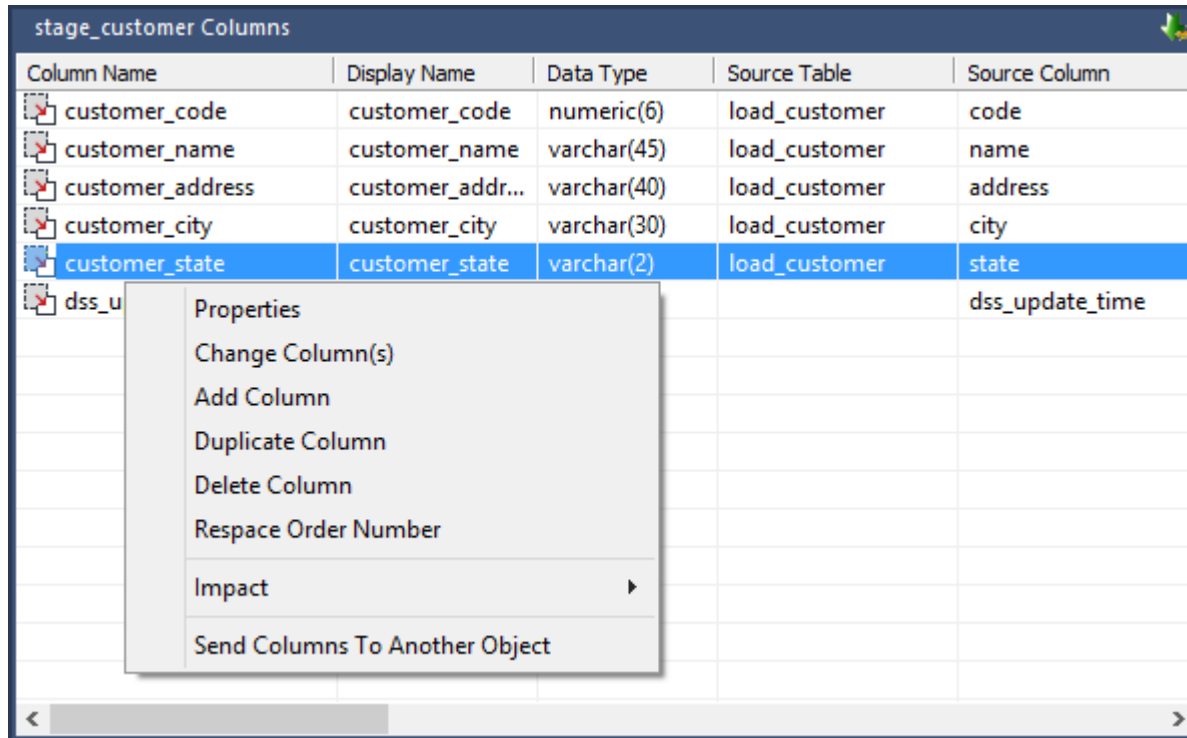 stage_customer Columns
Column Name Display Name Data Type Source Table Source Column
customer_code customer_code numeric(6) load_customer code
customer_name customer_name varchar(45) load_customer name
customer_address customer_addr... varchar(40) load_customer address
customer_city customer_city varchar(30) load_customer city
customer_state customer_state varchar(2) load_customer state
dss_u dss_update_time
Properties
Change Column(s)
Add Column
Duplicate Column
Delete Column
Respace Order Number
Impact
Send Columns To Another Object